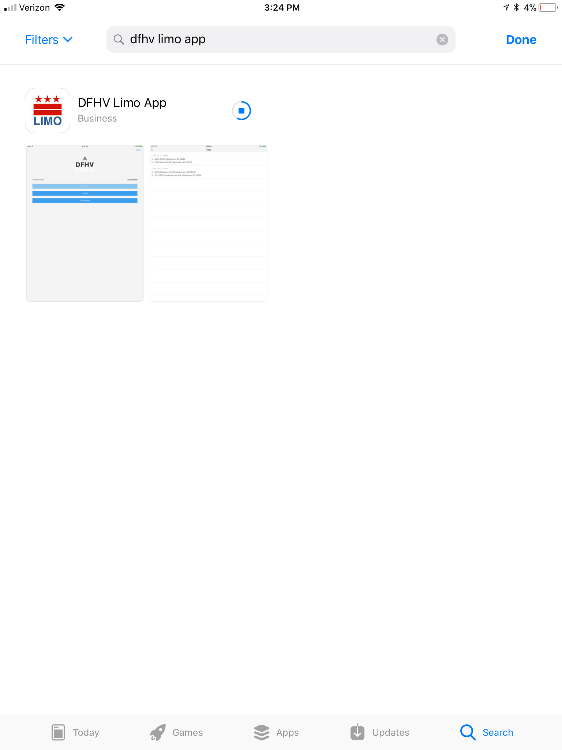 Verizon 3:24 PM 4%
Filters dfhv limo app Done
LIMO
DFHV Limo App
Business
DFHV
Today Games Apps Updates Search